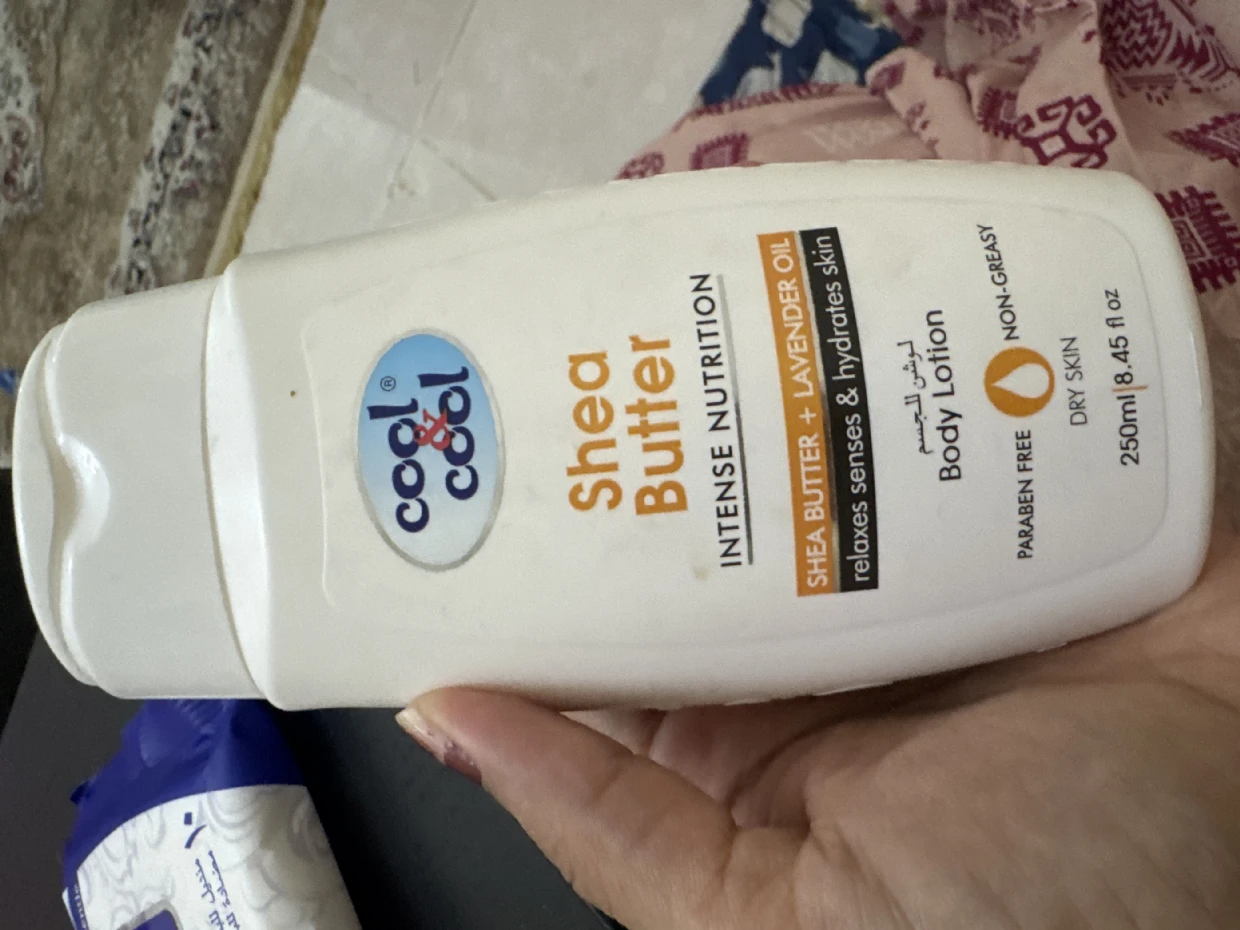 cool
&
cool
®
Shea
Butter
INTENSE NUTRITION
SHEA BUTTER + LAVENDER OIL
relaxes senses & hydrates skin
لوشن للجسم
Body Lotion
PARABEN FREE NON-GREASY
DRY SKIN
250ml|8.45 fl oz
١٠